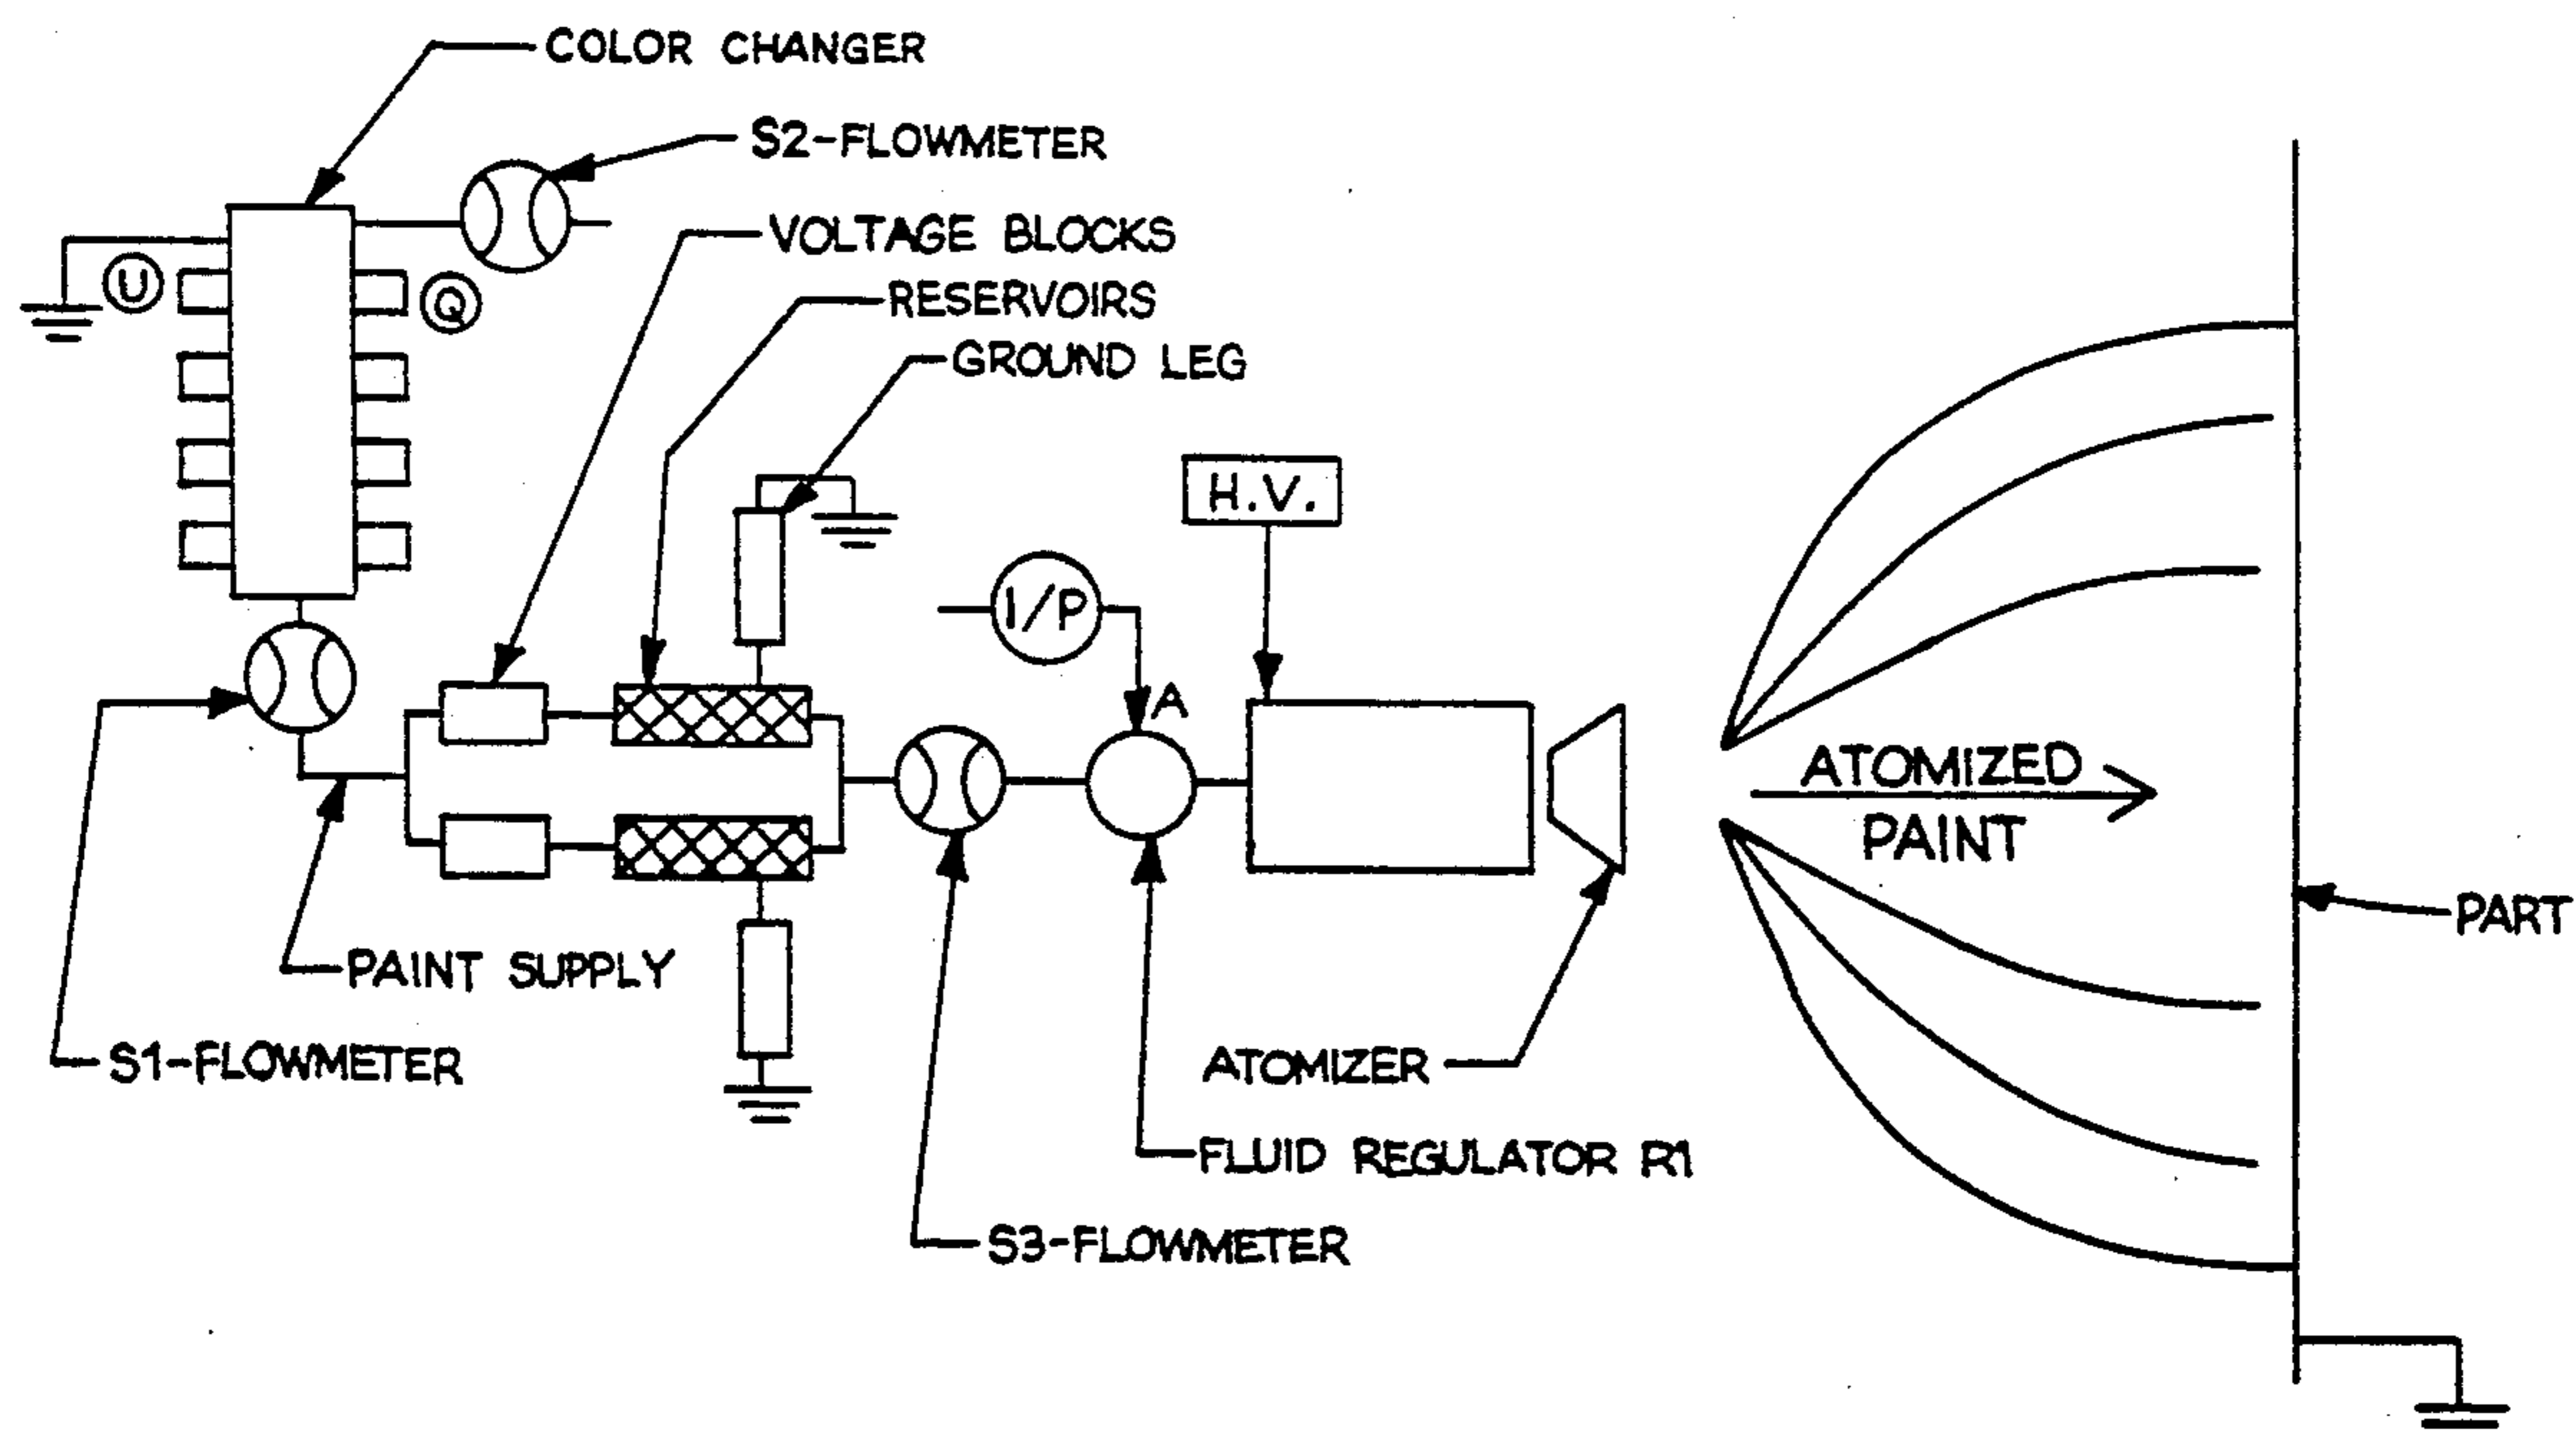 COLOR CHANGER
S2-FLOWMETER
VOLTAGE BLOCKS
U
Q
RESERVOIRS
GROUND LEG
H.V.
I/P
A
ATOMIZED
PAINT
PART
PAINT SUPPLY
S1-FLOWMETER
ATOMIZER
FLUID REGULATOR R1
S3-FLOWMETER